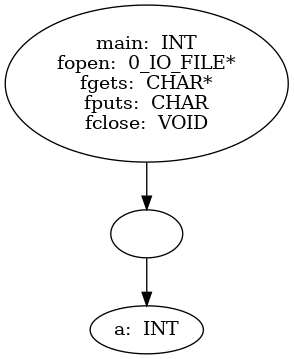 main: INT
fopen: 0_IO_FILE*
fgets: CHAR*
fputs: CHAR
fclose: VOID
a: INT